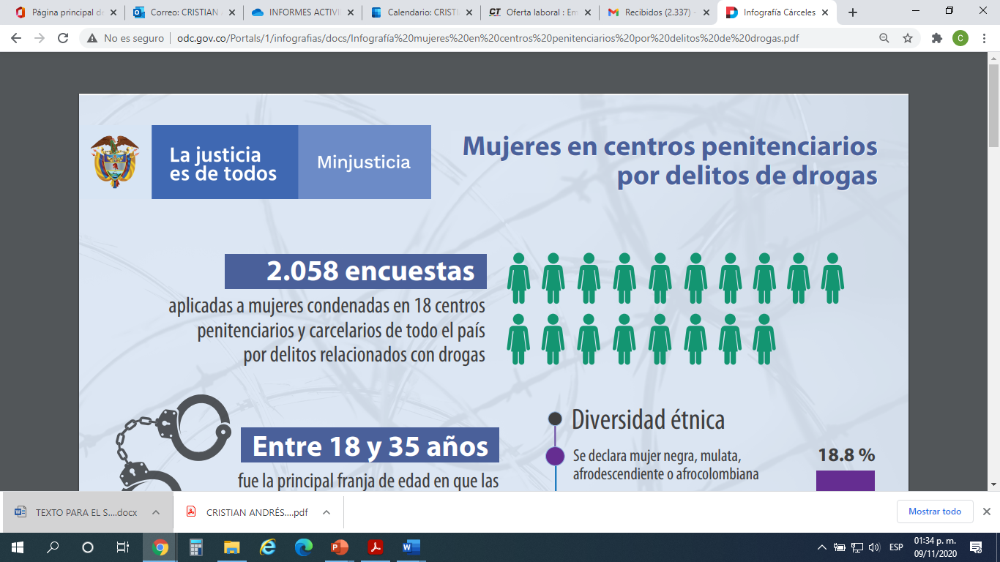 Página principal de
Correo: CRISTIAN
INFORMES ACTIVI
Calendario: CRISTI
CT Oferta laboral : Em
Recibidos (2.337) -
Infografía Cárceles
No es seguro
odc.gov.co/Portals/1/infografias/docs/Infografía%20mujeres%20en%20centros%20penitenciarios%20por%20delitos%20de%20drogas.pdf
C
La justicia
es de todos
Minjusticia
Mujeres en centros penitenciarios
por delitos de drogas
2.058 encuestas
aplicadas a mujeres condenadas en 18 centros
penitenciarios y carcelarios de todo el país
por delitos relacionados con drogas
Entre 18 y 35 años
fue la principal franja de edad en que las
Diversidad étnica
Se declara mujer negra, mulata,
afrodescendiente o afrocolombiana
18.8 %
TEXTO PARA EL S....docx
CRISTIAN ANDRÉS....pdf
Mostrar todo
ESP
01:34 p. m.
09/11/2020